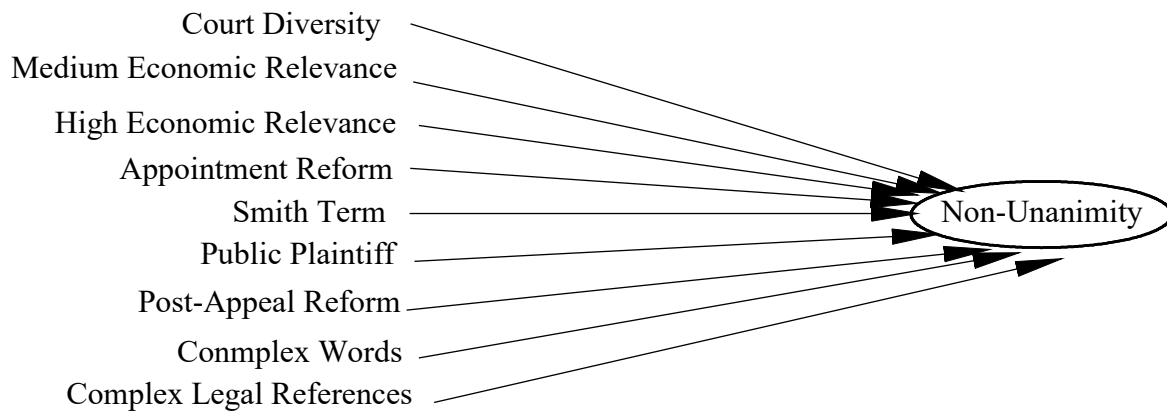 Court Diversity
Medium Economic Relevance
High Economic Relevance
Appointment Reform
Smith Term
Non-Unanimity
Public Plaintiff
Post-Appeal Reform
Conmplex Words
Complex Legal References